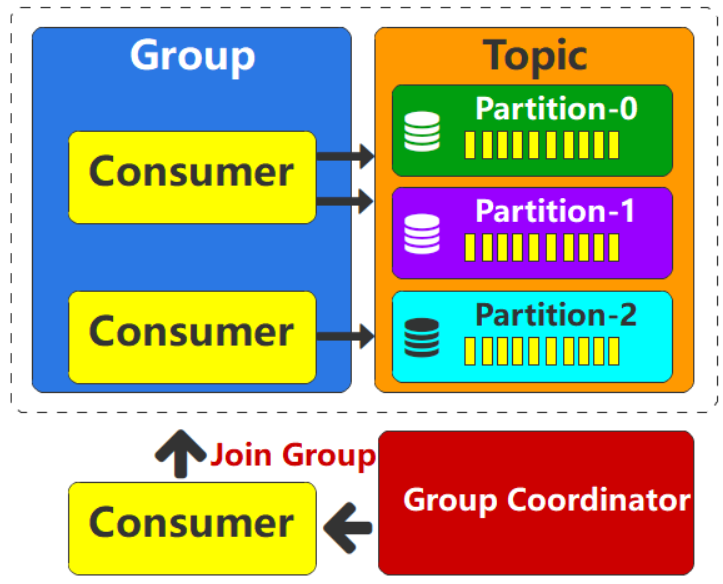 Group
Topic
Consumer
Partition-0
Partition-1
Consumer
Partition-2
Join Group
Consumer
Group Coordinator